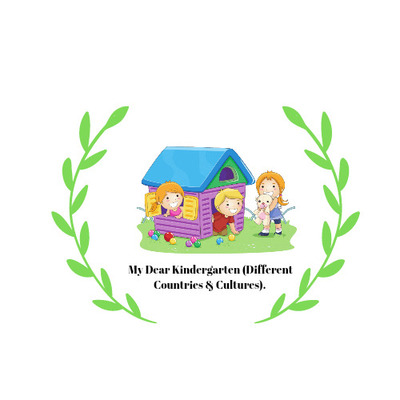 My Dear Kindergarten (Different
Countries & Cultures).